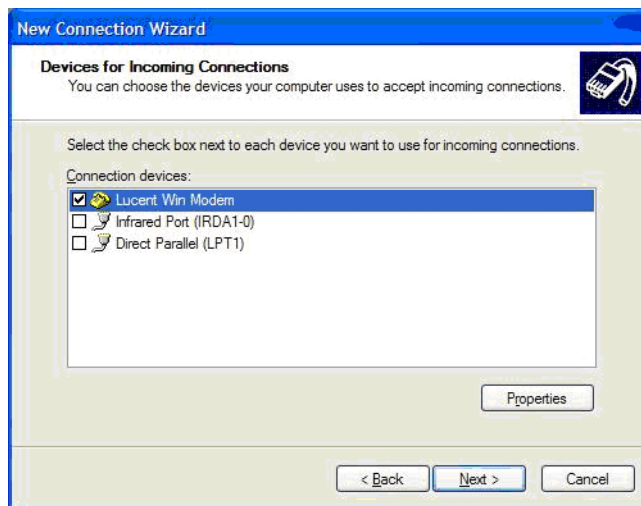 New Connection Wizard
Devices for Incoming Connections
You can choose the devices your computer uses to accept incoming connections.
Select the check box next to each device you want to use for incoming connections.
Connection devices:
Lucent Win Modem
Infrared Port (IRDA1-0)
Direct Parallel (LPT1)
Properties
< Back Next > Cancel